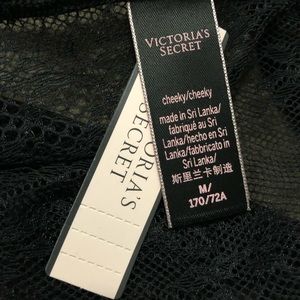 VICTORIA'S
SECRET
cheeky/cheeky
made in Sri Lanka/
fabriqué au Sri
Lanka/hecho en Sri
Lanka/fabbricato in
Sri Lanka/
斯里兰卡制造
M/
170/72A
VICTORIA'S
SECRET